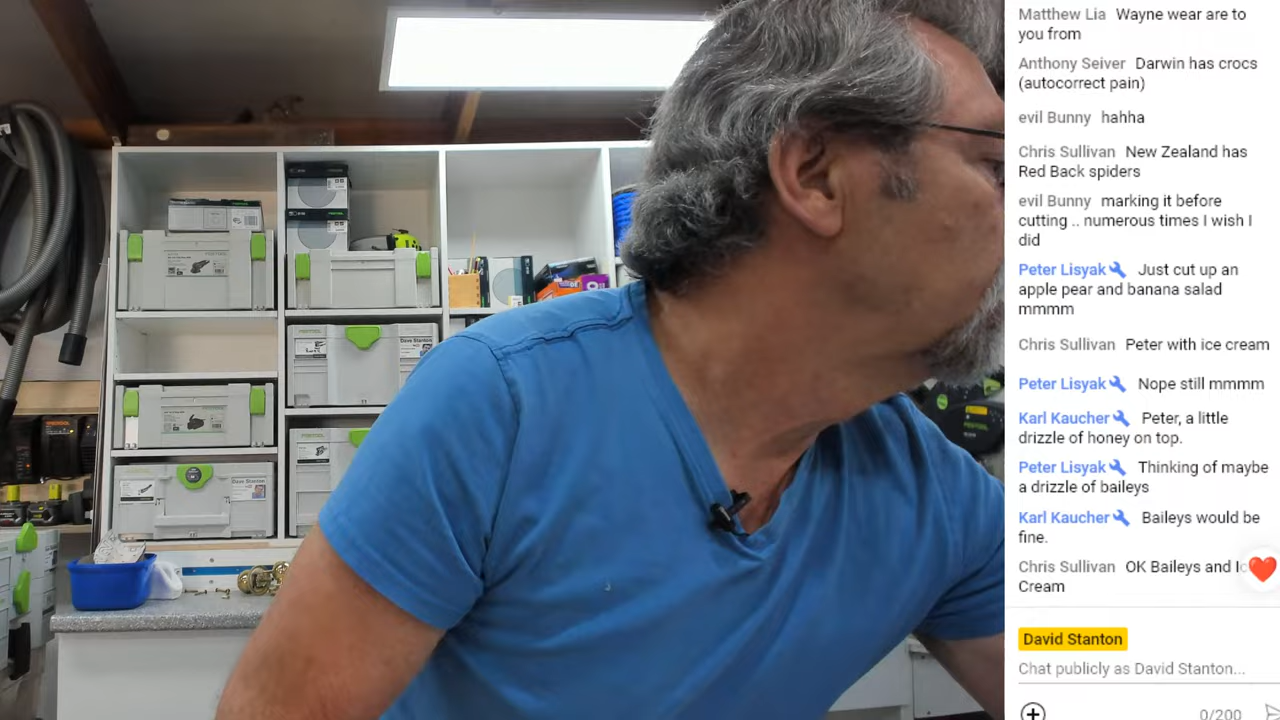 Matthew Lia Wayne wear are to
you from
Anthony Seiver Darwin has crocs
(autocorrect pain)
evil Bunny hahha
Chris Sullivan New Zealand has
Red Back spiders
evil Bunny marking it before
cutting .. numerous times I wish I
did
Peter Lisyak Just cut up an
apple pear and banana salad
mmmm
Chris Sullivan Peter with ice cream
Peter Lisyak Nope still mmmm
Karl Kaucher Peter, a little
drizzle of honey on top.
Peter Lisyak Thinking of maybe
a drizzle of baileys
Karl Kaucher Baileys would be
fine.
Chris Sullivan OK Baileys and
Cream
David Stanton
Chat publicly as David Stanton...
0/200
Dave Stanton
Dave Stanton